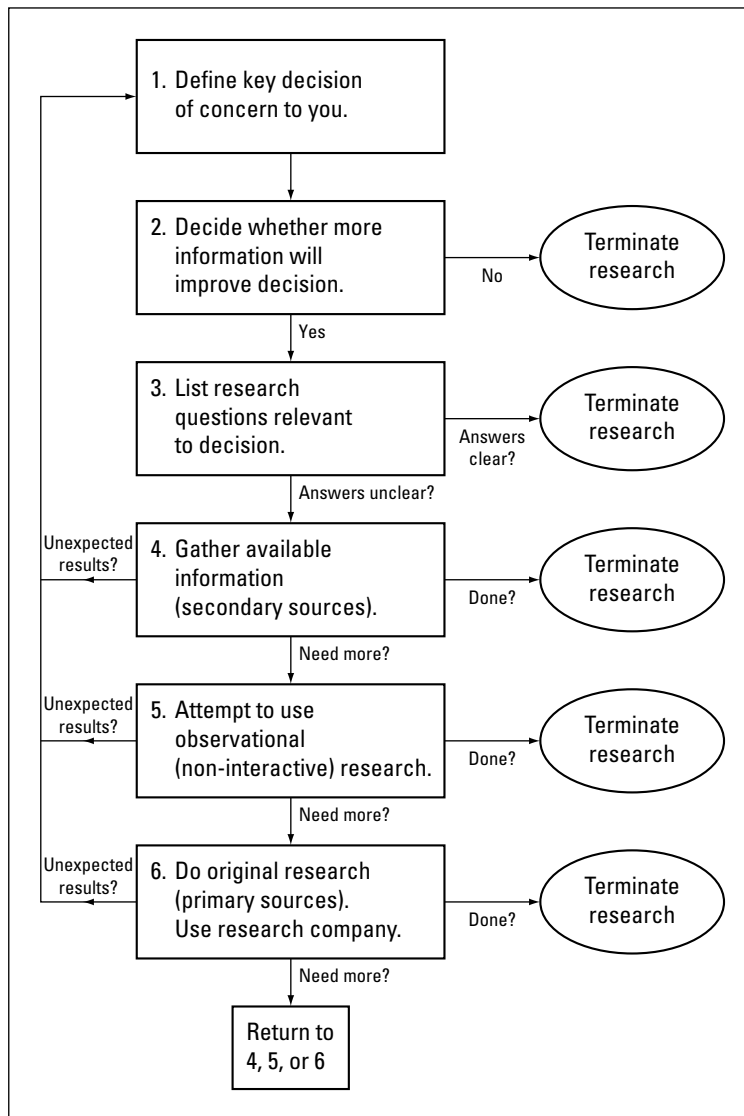 1. Define key decision
of concern to you.
2. Decide whether more
information will
improve decision.
No
Terminate
research
Yes
3. List research
questions relevant
to decision.
Answers
clear?
Terminate
research
Answers unclear?
Unexpected
results?
4. Gather available
information
(secondary sources).
Done?
Terminate
research
Need more?
Unexpected
results?
5. Attempt to use
observational
(non-interactive) research.
Done?
Terminate
research
Need more?
Unexpected
results?
6. Do original research
(primary sources).
Use research company.
Done?
Terminate
research
Need more?
Return to
4, 5, or 6